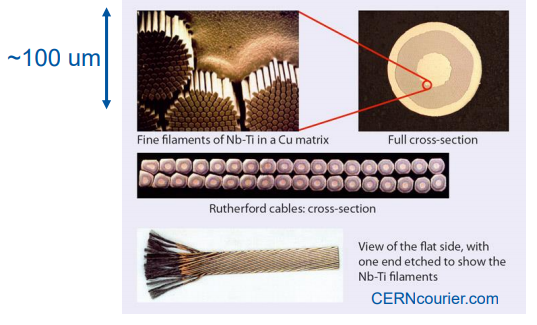 ~100 um
Fine filaments of Nb-Ti in a Cu matrix
Full cross-section
Rutherford cables: cross-section
View of the flat side, with
one end etched to show the
Nb-Ti filaments
CERNcourier.com